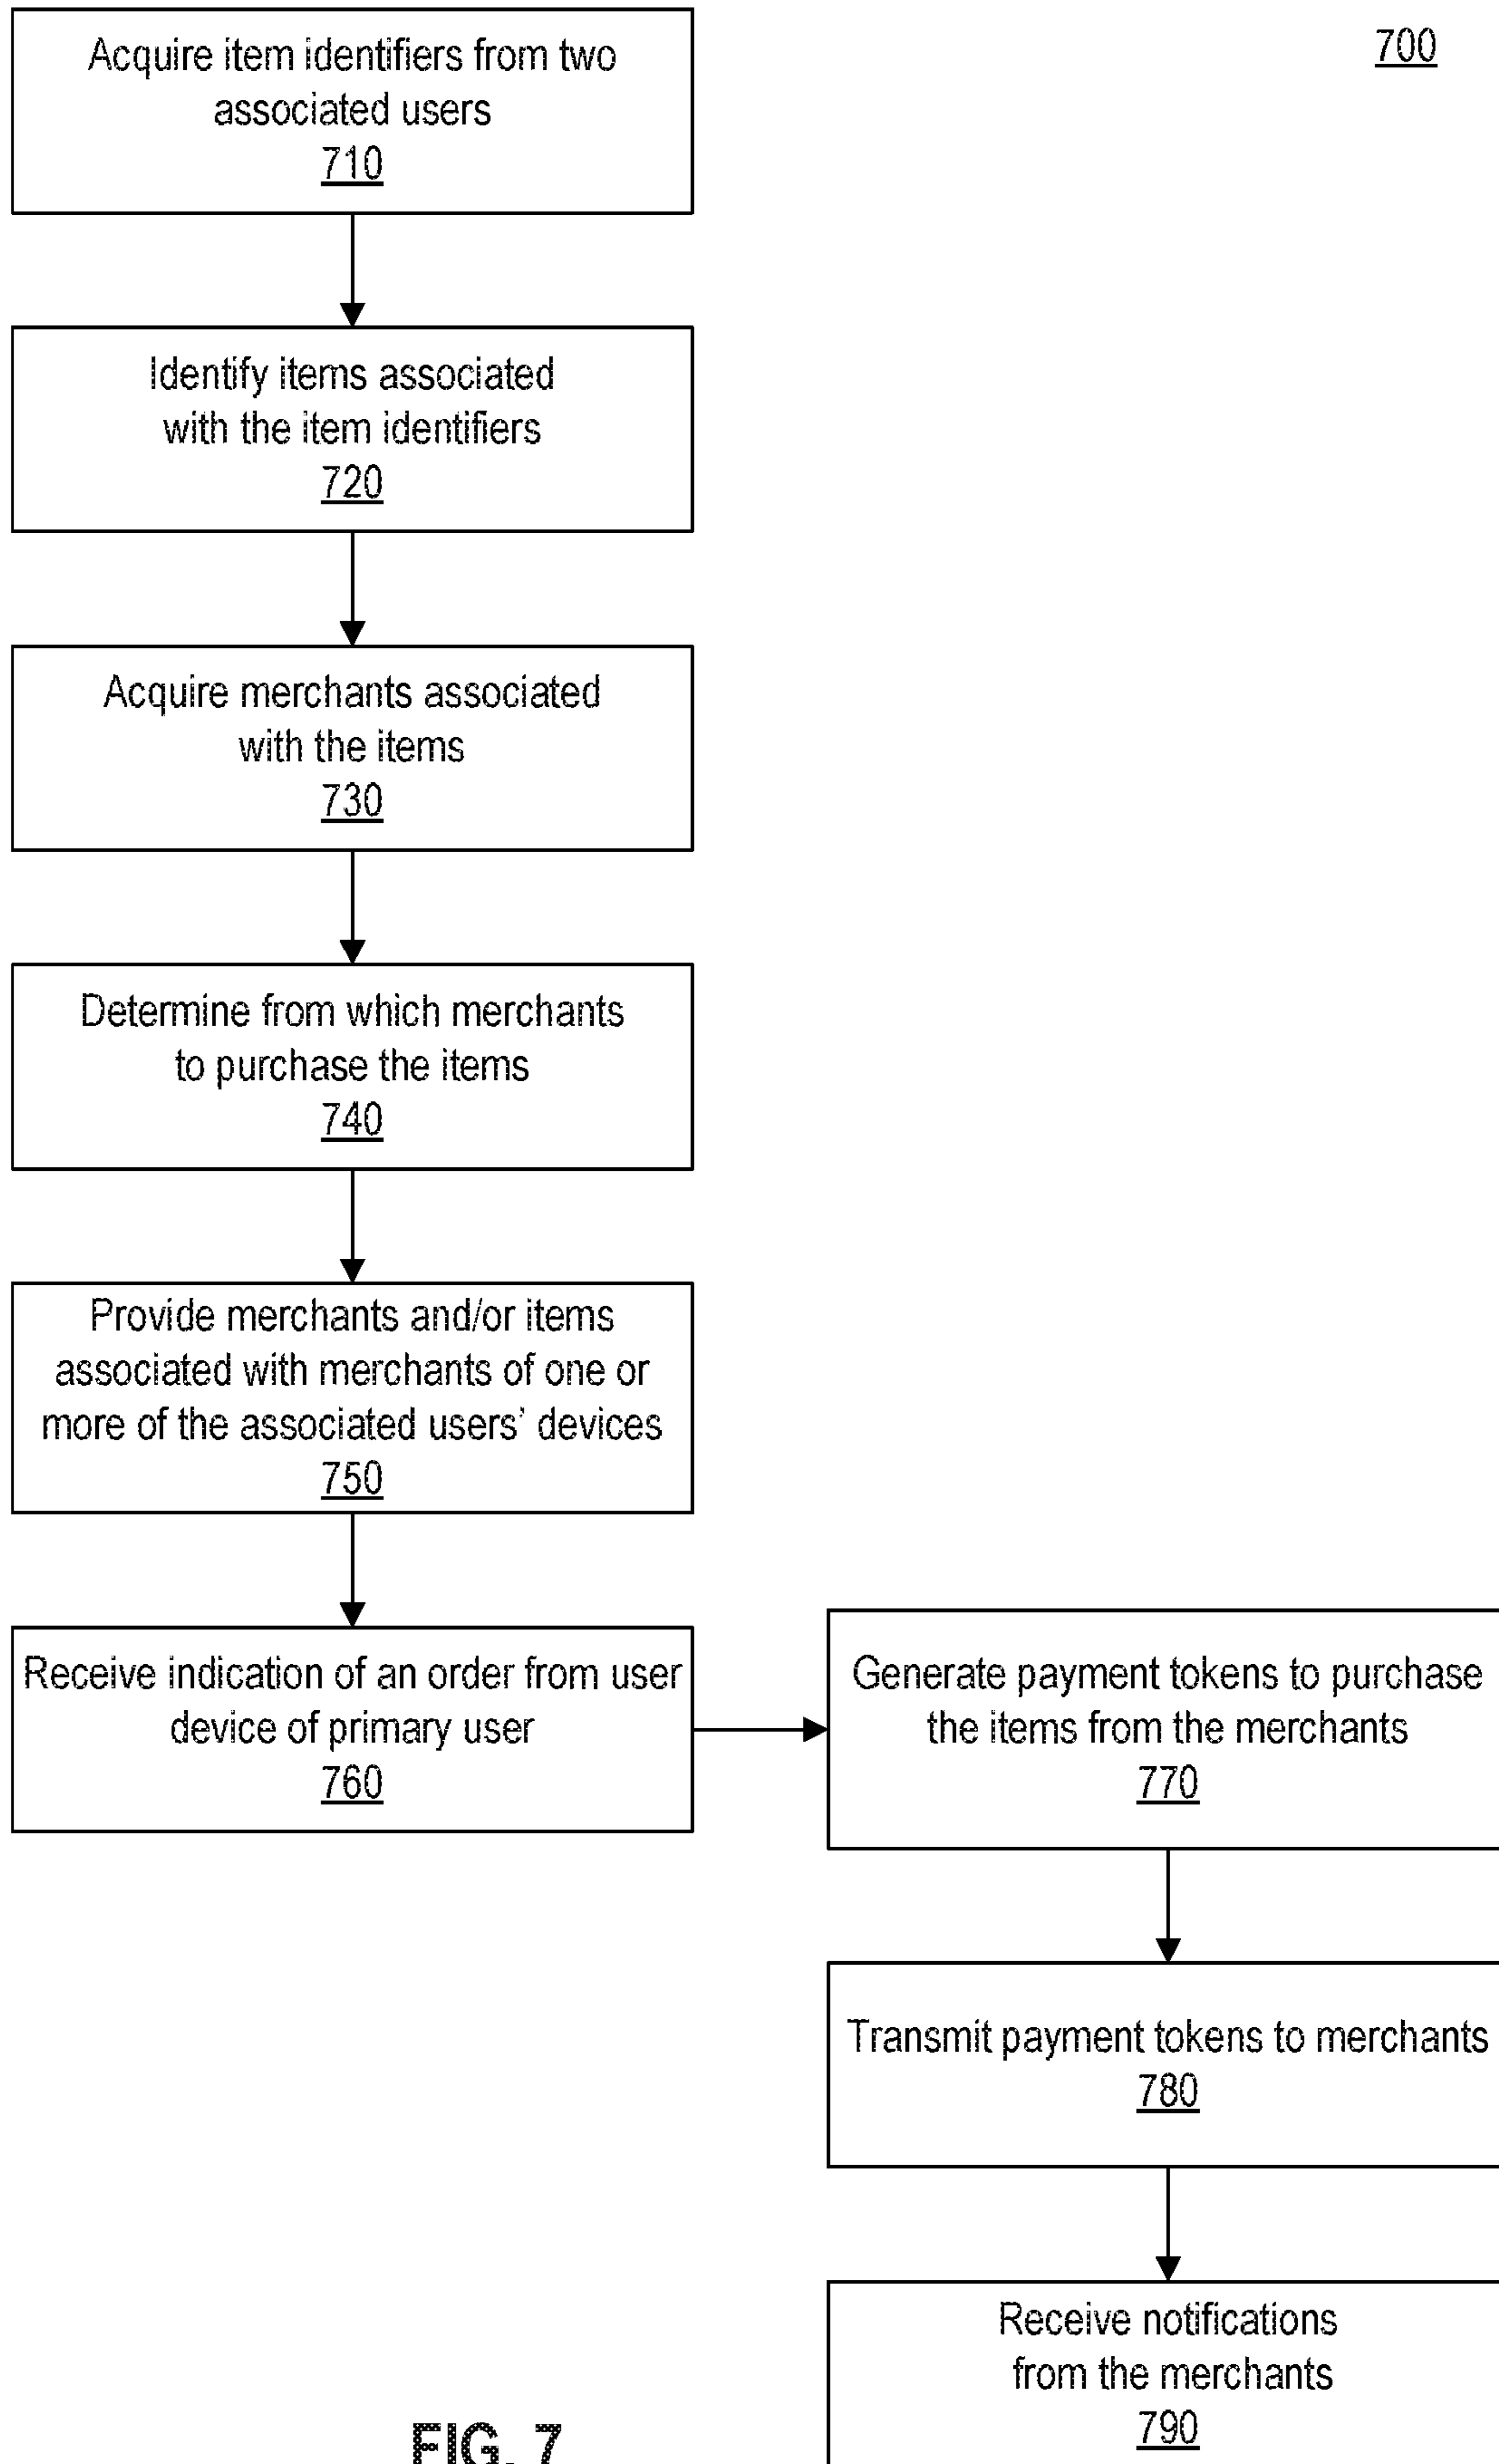 700
Acquire item identifiers from two
associated users
710
Identify items associated
with the item identifiers
720
Acquire merchants associated
with the items
730
Determine from which merchants
to purchase the items
740
Provide merchants and/or items
associated with merchants of one or
more of the associated users' devices
750
Receive indication of an order from user
device of primary user
760
Generate payment tokens to purchase
the items from the merchants
770
Transmit payment tokens to merchants
780
Receive notifications
from the merchants
790
FIG. 7